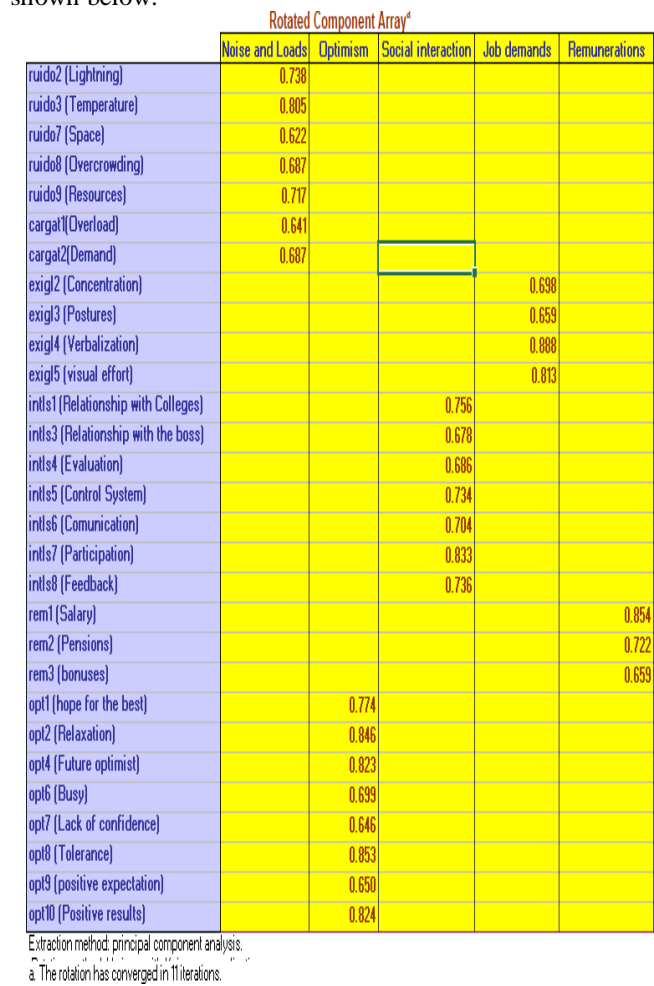 shown below.
Rotated Component Arrayª
Noise and Loads Optimism Social interaction Job demands Remunerations
ruido2 (Lightning) 0.738
ruido3 (Temperature) 0.805
ruido7 (Space) 0.622
ruido8 (Overcrowding) 0.687
ruido9 (Resources) 0.717
cargat1(Overload) 0.641
cargat2(Demand) 0.687
exigl2 (Concentration) 0.698
exigl3 (Postures) 0.659
exigl4 (Verbalization) 0.888
exigl5 (visual effort) 0.813
intls1 (Relationship with Colleges) 0.756
intls3 (Relationship with the boss) 0.678
intls4 (Evaluation) 0.686
intls5 (Control System) 0.734
intls6 (Comunication) 0.704
intls7 (Participation) 0.833
intls8 (Feedback) 0.736
rem1 (Salary) 0.854
rem2 (Pensions) 0.722
rem3 (bonuses) 0.659
opt1 (hope for the best) 0.774
opt2 (Relaxation) 0.846
opt4 (Future optimist) 0.823
opt6 (Busy) 0.699
opt7 (Lack of confidence) 0.646
opt8 (Tolerance) 0.853
opt9 (positive expectation) 0.650
opt10 (Positive results) 0.824
Extraction method: principal component analysis.
a. The rotation has converged in 11 iterations.